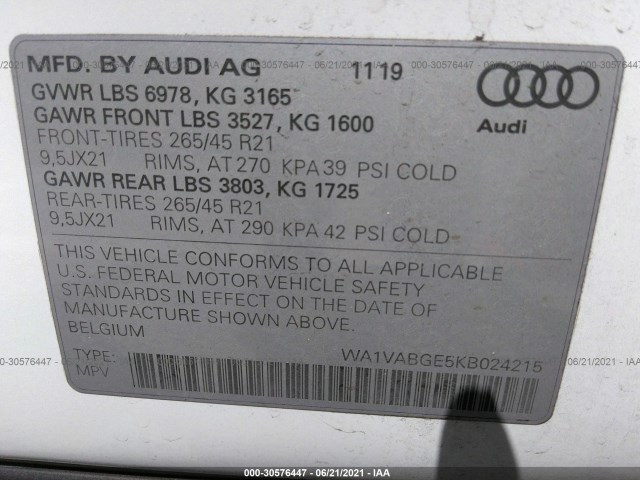 MFD. BY AUDI AG 1119
GVWR LBS 6978, KG 3165
GAWR FRONT LBS 3527, KG 1600
FRONT-TIRES 265/45 R21
9,5JX21 RIMS, AT 270 KPA 39 PSI COLD
GAWR REAR LBS 3803, KG 1725
REAR-TIRES 265/45 R21
9,5JX21 RIMS, AT 290 KPA 42 PSI COLD
Audi
THIS VEHICLE CONFORMS TO ALL APPLICABLE
U.S. FEDERAL MOTOR VEHICLE SAFETY
STANDARDS IN EFFECT ON THE DATE OF
MANUFACTURE SHOWN ABOVE.
BELGIUM
TYPE: WA1VABGE5KB024215
MPV
000-30576447 - 06/21/2021 - IAA